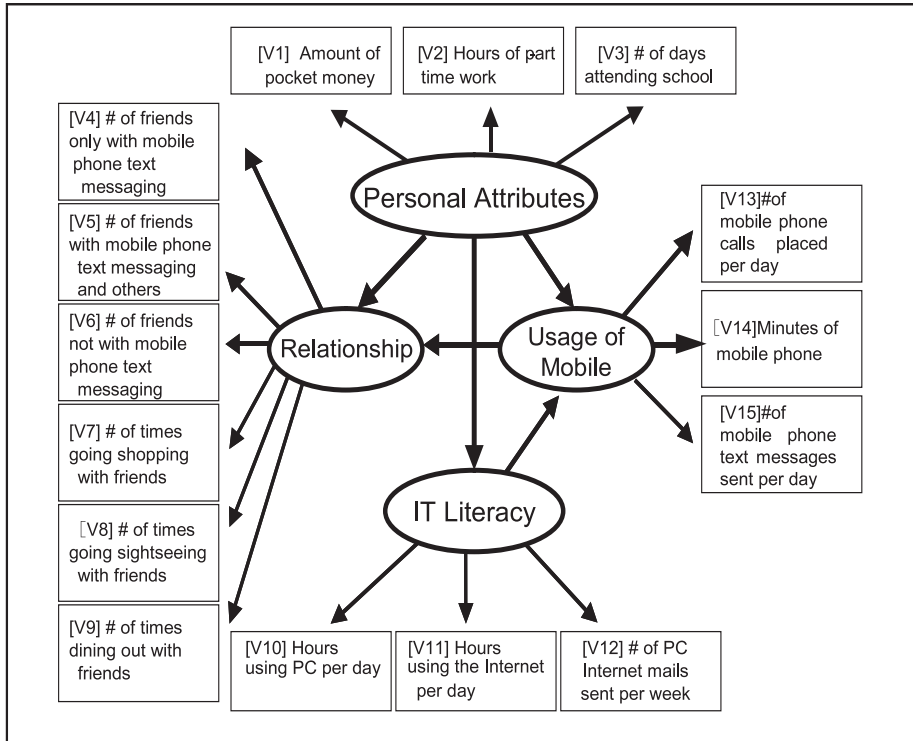 [V1] Amount of
pocket money
[V2] Hours of part
time work
[V3] # of days
attending school
[V4] # of friends
only with mobile
phone text
messaging
[V5] # of friends
with mobile phone
text messaging
and others
[V6] # of friends
not with mobile
phone text
messaging
[V7] # of times
going shopping
with friends
[V8] # of times
going sightseeing
with friends
[V9] # of times
dining out with
friends
Personal Attributes
Relationship
Usage of
Mobile
IT Literacy
[V13]#of
mobile phone
calls placed
per day
[V14]Minutes of
mobile phone
[V15]#of
mobile phone
text messages
sent per day
[V10] Hours
using PC per day
[V11] Hours
using the Internet
per day
[V12] # of PC
Internet mails
sent per week